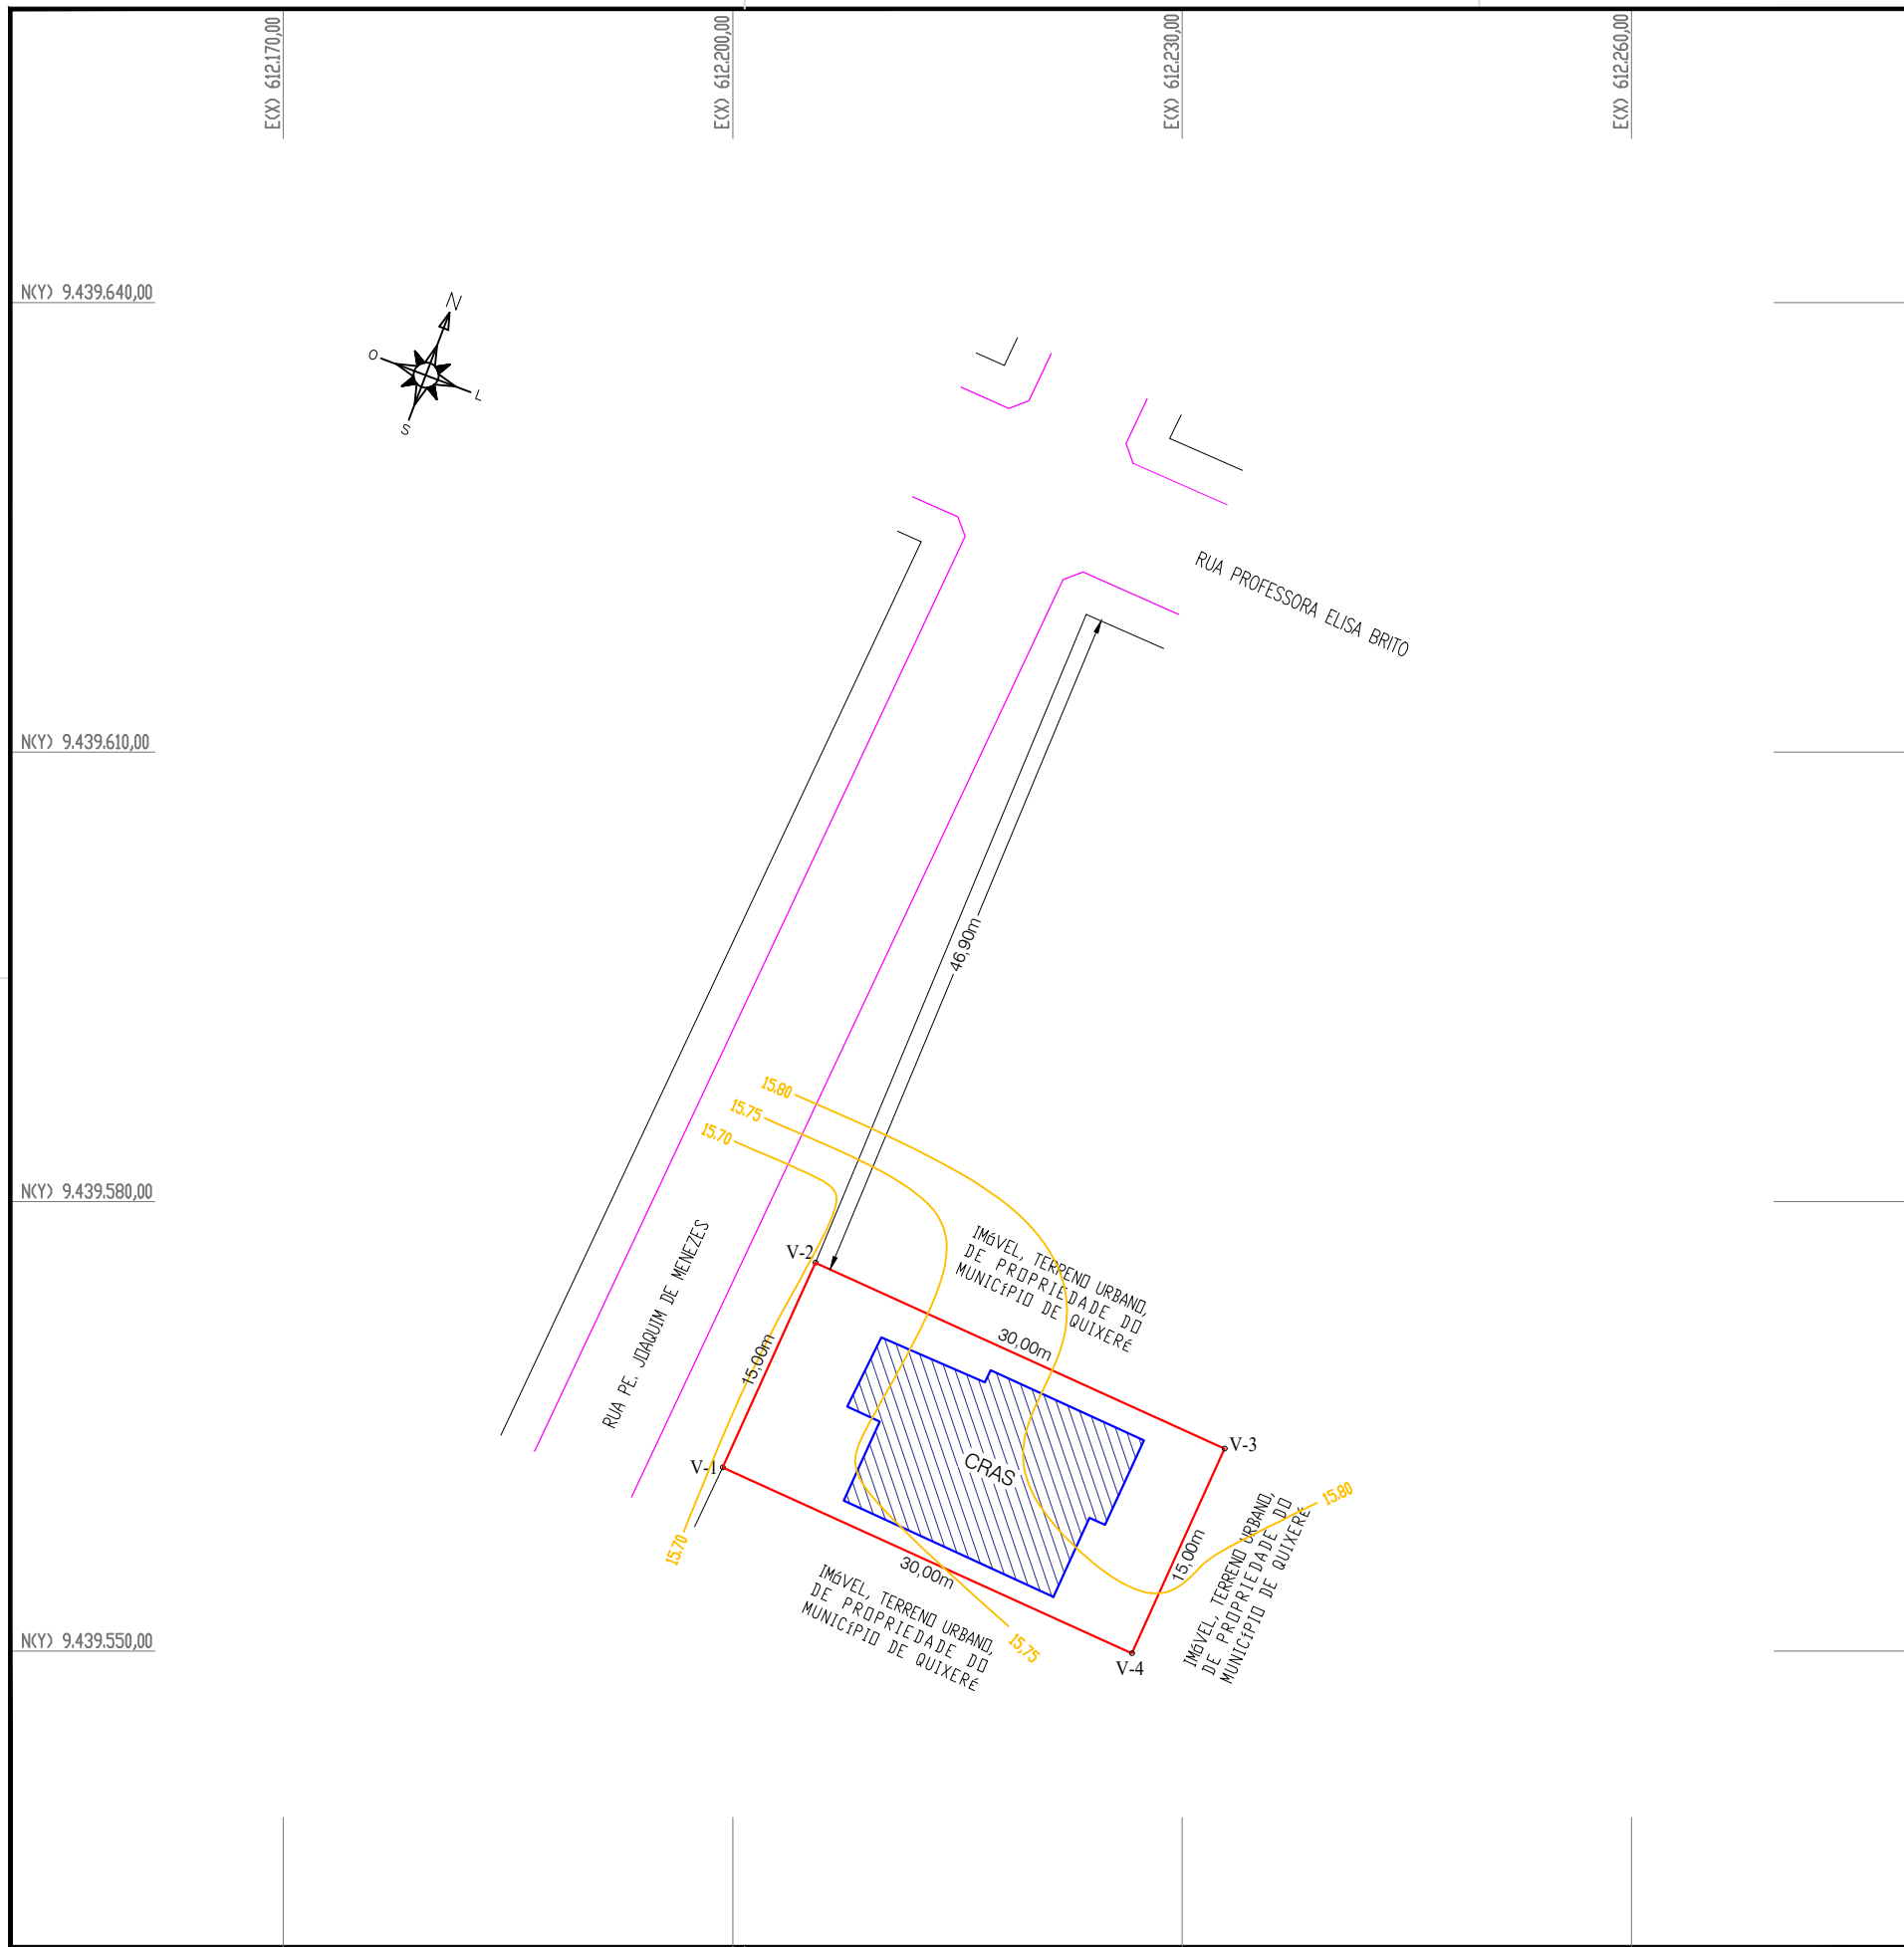 E(X) 612.170,00
E(X) 612.200,00
E(X) 612.230,00
E(X) 612.260,00
N(Y) 9.439.640,00
N
O
L
S
RUA PROFESSORA ELISA BRITO
N(Y) 9.439.610,00
46,90m
15.80
15.75
15.70
N(Y) 9.439.580,00
RUA PE. JOAQUIM DE MENEZES
V-2
IMóVEL, TERRENO URBANO,
DE PROPRIEDADE DO
MUNICíPIO DE QUIXERé
30,00m
15,00m
V-1
CRAS
V-3
15.80
15.70
15,00m
IMóVEL, TERRENO URBANO,
DE PROPRIEDADE DO
MUNICíPIO DE QUIXERé
30,00m
IMóVEL, TERRENO URBANO,
DE PROPRIEDADE DO
MUNICíPIO DE QUIXERÉ
15,75
V-4
N(Y) 9.439.550,00